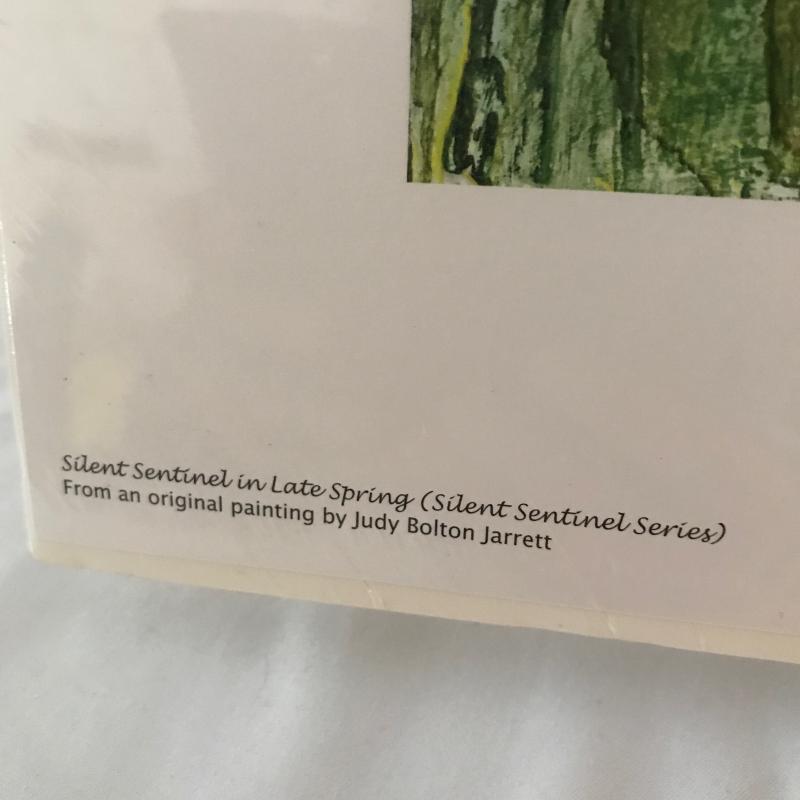 Silent Sentinel in Late Spring (Silent Sentinel Series)
From an original painting by Judy Bolton Jarrett